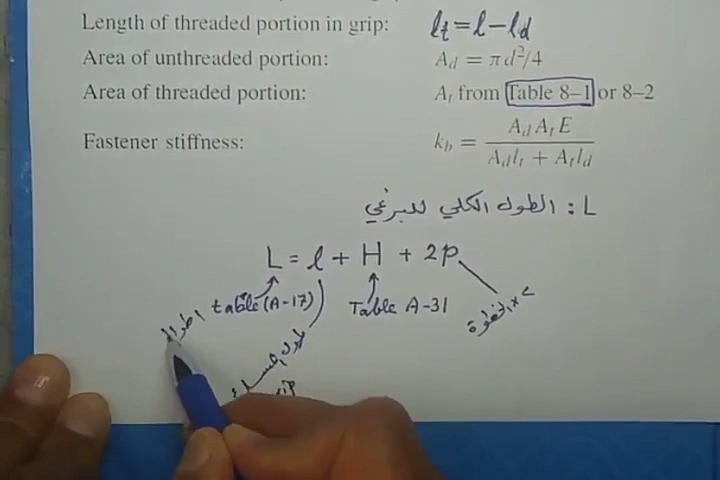 Length of threaded portion in grip: lt = l − ld
Area of unthreaded portion: Ad = πd²/4
Area of threaded portion: At from Table 8–1 or 8–2
Fastener stiffness: kb = AdAtE / Adlt + Atld
L : الطول الكلي للبرغي
L = l + H + 2p
table (A-17) Table A-31 الخطوة
طول
grip